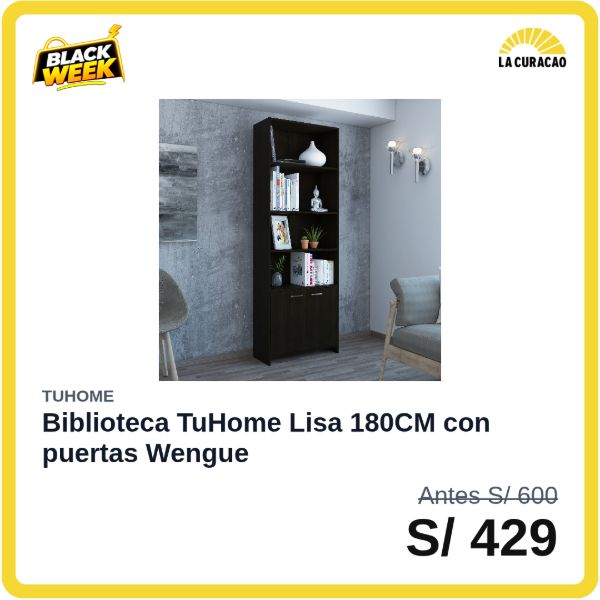 BLACK
WEEK
LA CURACAO
TUHOME
Biblioteca TuHome Lisa 180CM con
puertas Wengue
Antes S/ 600
S/ 429